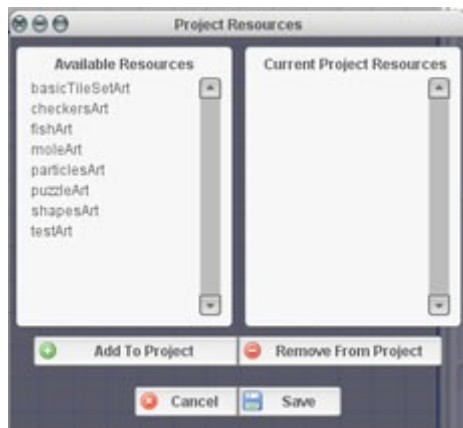 Project Resources
Available Resources
basicTileSetArt
checkersArt
fishArt
moleArt
particlesArt
puzzleArt
shapesArt
testArt
Current Project Resources
Add To Project
Remove From Project
Cancel
Save